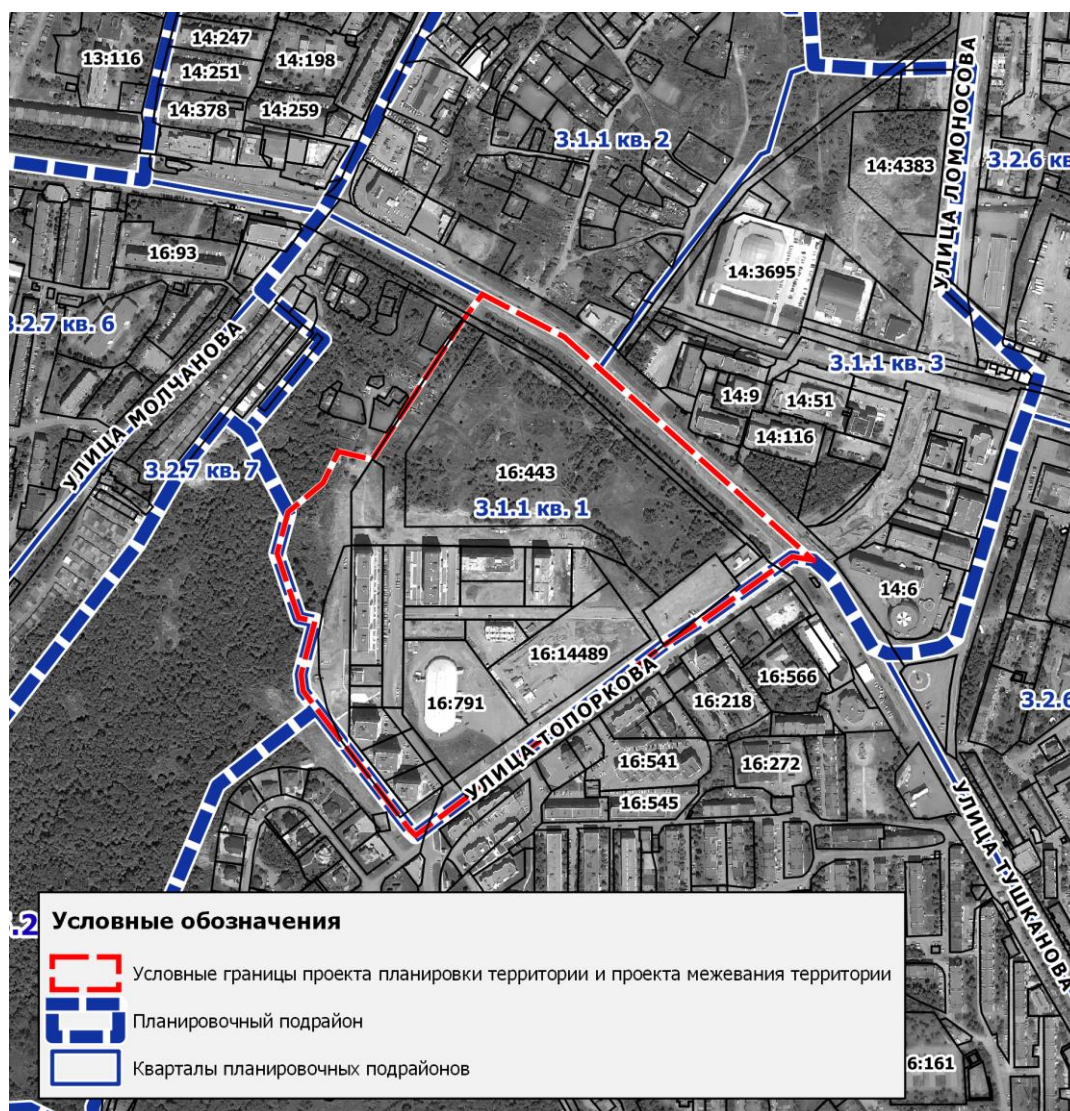 13:116
14:247
14:198
14:251
14:378
14:259
3.1.1 кв. 2
14:4383
3.2.6 кв
УЛИЦА ЛОМОНОСОВА
16:93
14:3695
3.2.7 кв. 6
УЛИЦА МОЛЧАНОВА
3.1.1 кв. 3
14:9
14:51
14:116
3.2.7 кв. 7
16:443
3.1.1 кв. 1
14:6
16:14489
16:566
16:791
16:218
3.2.6
УЛИЦА ТОПОРКОВА
16:541
16:272
16:545
УЛИЦА ТУШКАНОВА
Условные обозначения
Условные границы проекта планировки территории и проекта межевания территории
Планировочный подрайон
Кварталы планировочных подрайонов
6:161